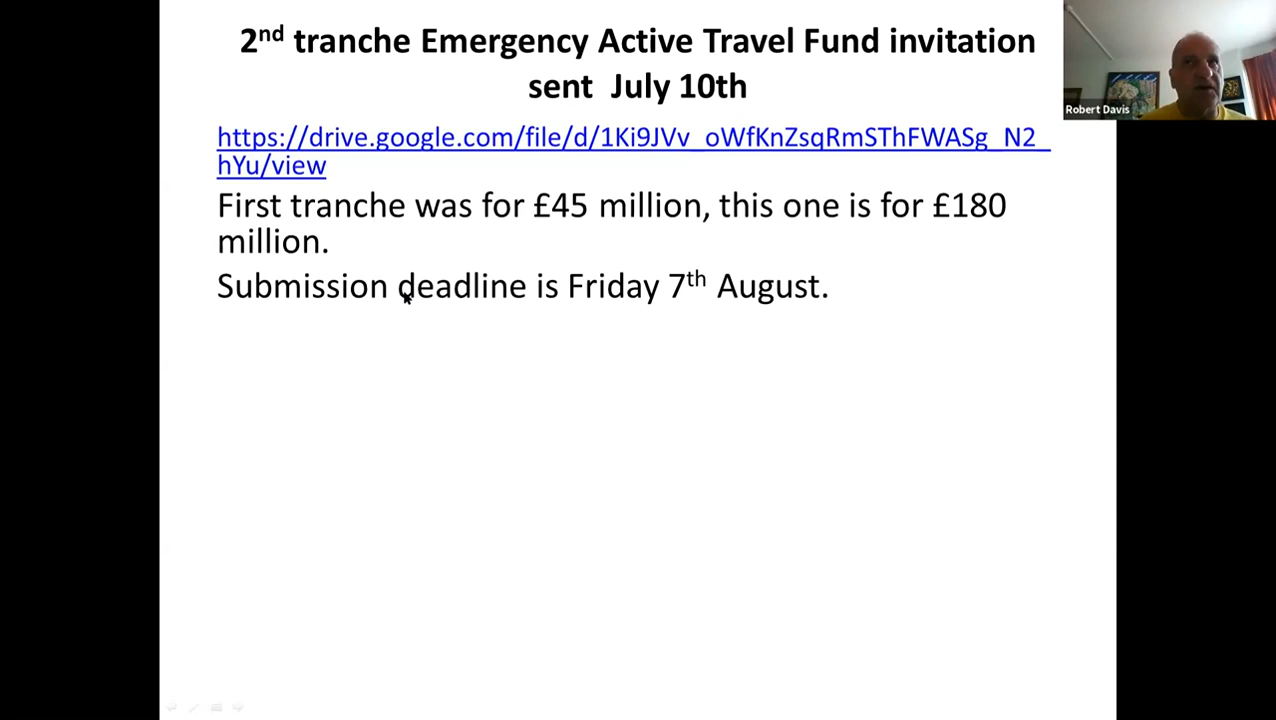 2nd tranche Emergency Active Travel Fund invitation
sent July 10th
Robert Davis
https://drive.google.com/file/d/1Ki9JVv_oWfKnZsqRmSThFWASg_N2_
hYu/view
First tranche was for £45 million, this one is for £180
million.
Submission deadline is Friday 7th August.